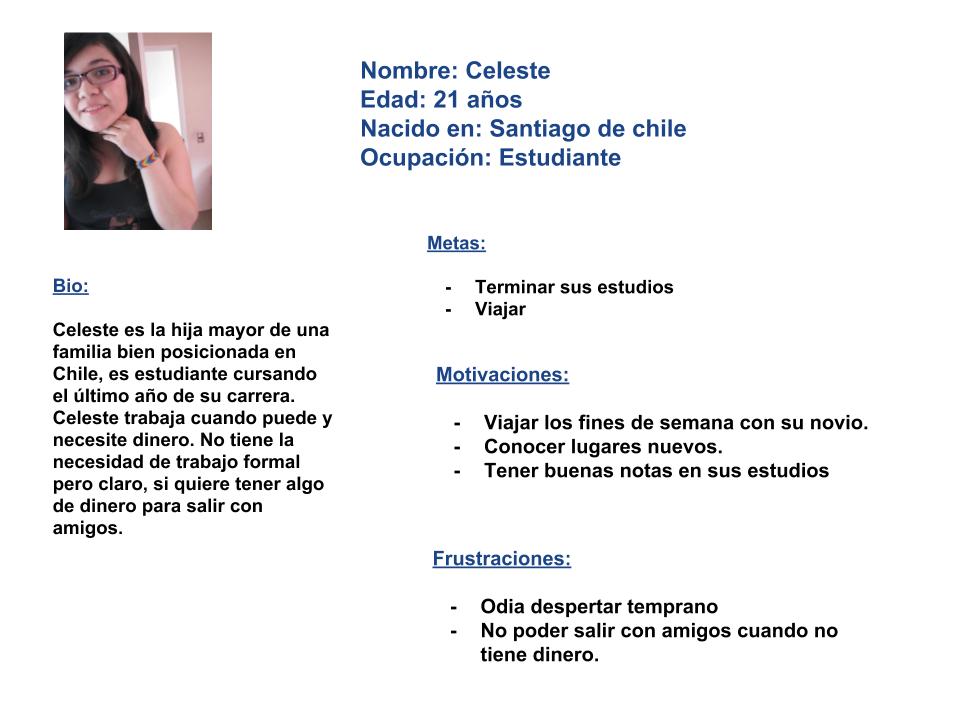 Nombre: Celeste
Edad: 21 años
Nacido en: Santiago de chile
Ocupación: Estudiante
Bio:
Celeste es la hija mayor de una
familia bien posicionada en
Chile, es estudiante cursando
el último año de su carrera.
Celeste trabaja cuando puede y
necesite dinero. No tiene la
necesidad de trabajo formal
pero claro, si quiere tener algo
de dinero para salir con
amigos.
Metas:
- Terminar sus estudios
- Viajar
Motivaciones:
- Viajar los fines de semana con su novio.
- Conocer lugares nuevos.
- Tener buenas notas en sus estudios
Frustraciones:
- Odia despertar temprano
- No poder salir con amigos cuando no
tiene dinero.